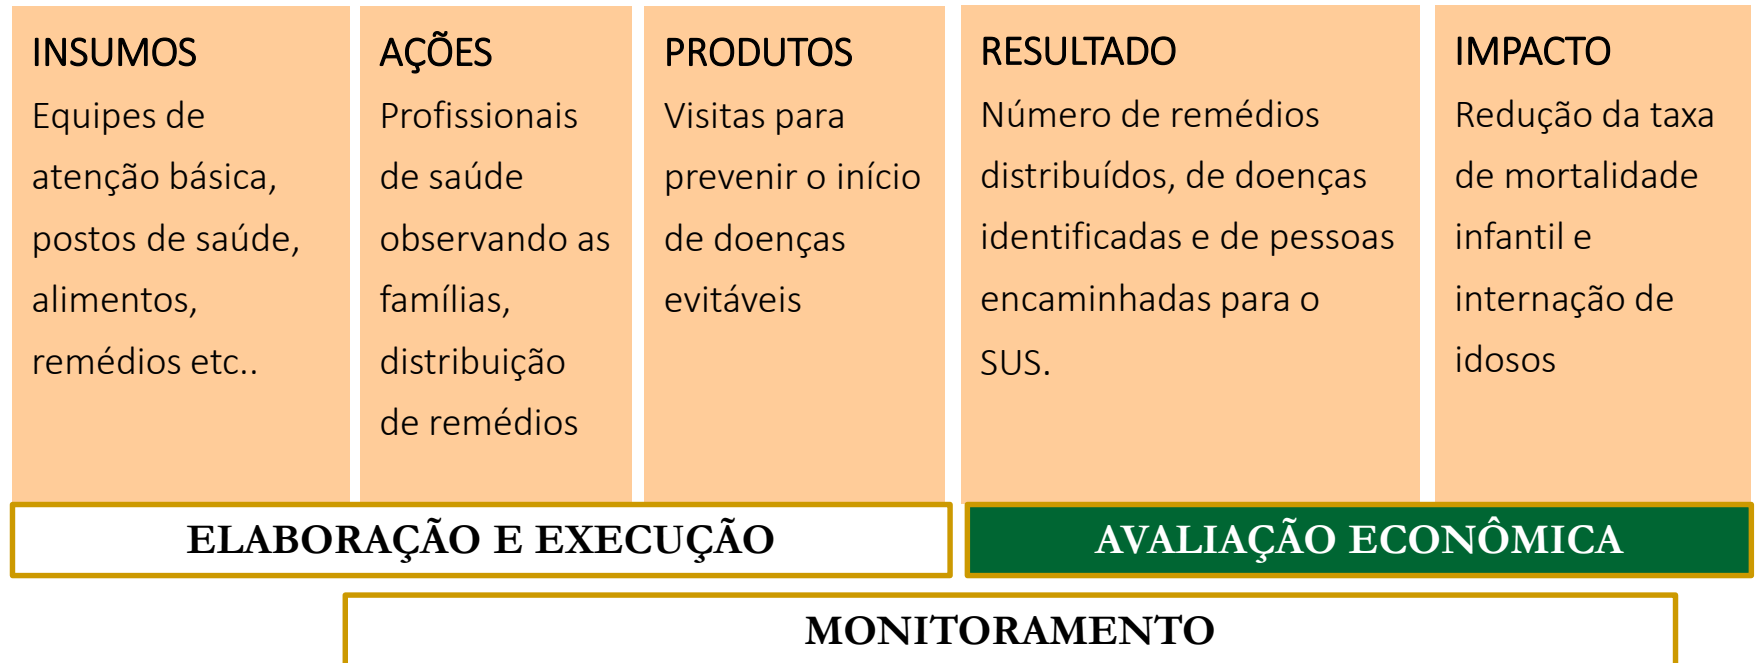 INSUMOS
Equipes de
atenção básica,
postos de saúde,
alimentos,
remédios etc..
AÇÕES
Profissionais
de saúde
observando as
famílias,
distribuição
de remédios
PRODUTOS
Visitas para
prevenir o início
de doenças
evitáveis
RESULTADO
Número de remédios
distribuídos, de doenças
identificadas e de pessoas
encaminhadas para o
SUS.
IMPACTO
Redução da taxa
de mortalidade
infantil e
internação de
idosos
ELABORAÇÃO E EXECUÇÃO
AVALIAÇÃO ECONÔMICA
MONITORAMENTO